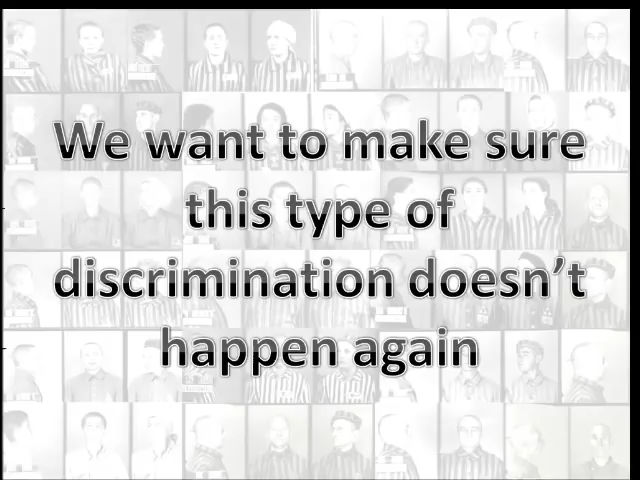 We want to make sure
this type of
discrimination doesn’t
happen again